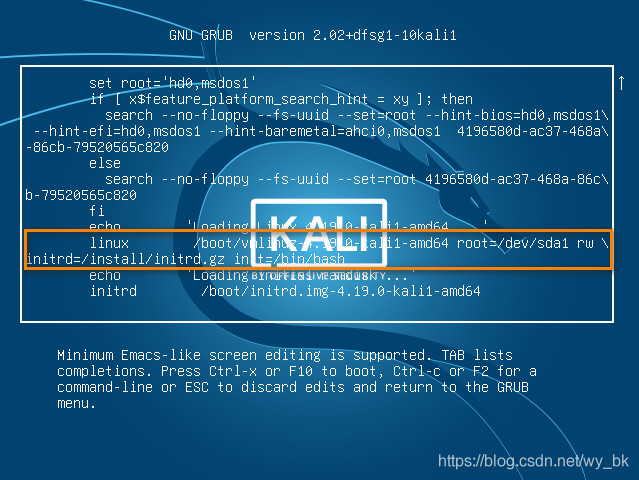 GNU GRUB  version 2.02+dfsg1-10kali1
set root='hd0,msdos1'
if [ x$feature_platform_search_hint = xy ]; then
search --no-floppy --fs-uuid --set=root --hint-bios=hd0,msdos1\
--hint-efi=hd0,msdos1 --hint-baremetal=ahci0,msdos1  4196580d-ac37-468a\
-86cb-79520565c820
else
search --no-floppy --fs-uuid --set=root 4196580d-ac37-468a-86c\
b-79520565c820
fi
echo 'Loading Linux 4.19.0-kali1-amd64 ...'
linux /boot/vmlinuz-4.19.0-kali1-amd64 root=/dev/sda1 rw \
initrd=/install/initrd.gz init=/bin/bash
echo 'Loading initial ramdisk ...'
initrd /boot/initrd.img-4.19.0-kali1-amd64
KALI
BY OFFENSIVE SECURITY
Minimum Emacs-like screen editing is supported. TAB lists
completions. Press Ctrl-x or F10 to boot, Ctrl-c or F2 for a
command-line or ESC to discard edits and return to the GRUB
menu.
https://blog.csdn.net/wy_bk